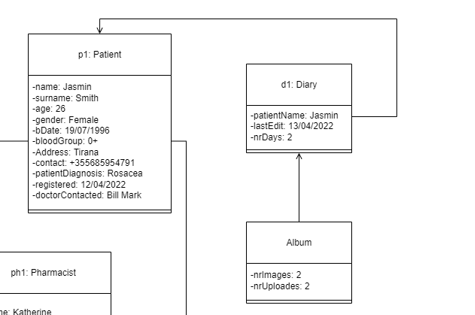 p1: Patient
-name: Jasmin
-surname: Smith
-age: 26
-gender: Female
-bDate: 19/07/1996
-bloodGroup: 0+
-Address: Tirana
-contact: +355685954791
-patientDiagnosis: Rosacea
-registered: 12/04/2022
-doctorContacted: Bill Mark
d1: Diary
-patientName: Jasmin
-lastEdit: 13/04/2022
-nrDays: 2
Album
-nrImages: 2
-nrUploades: 2
ph1: Pharmacist
me: Katherine